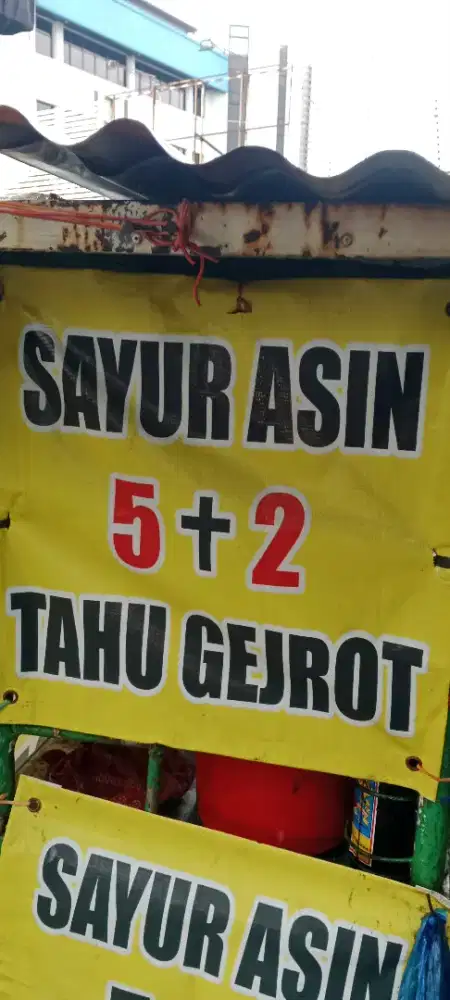 SAYUR ASIN
5+2
TAHU GEJROT
SAYUR ASIN